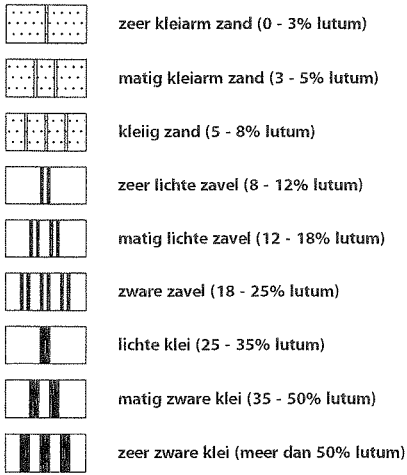 zeer kleiarm zand (0 - 3% lutum)
matig kleiarm zand (3 - 5% lutum)
kleiig zand (5 - 8% lutum)
zeer lichte zavel (8 - 12% lutum)
matig lichte zavel (12 - 18% lutum)
zware zavel (18 - 25% lutum)
lichte klei (25 - 35% lutum)
matig zware klei (35 - 50% lutum)
zeer zware klei (meer dan 50% lutum)